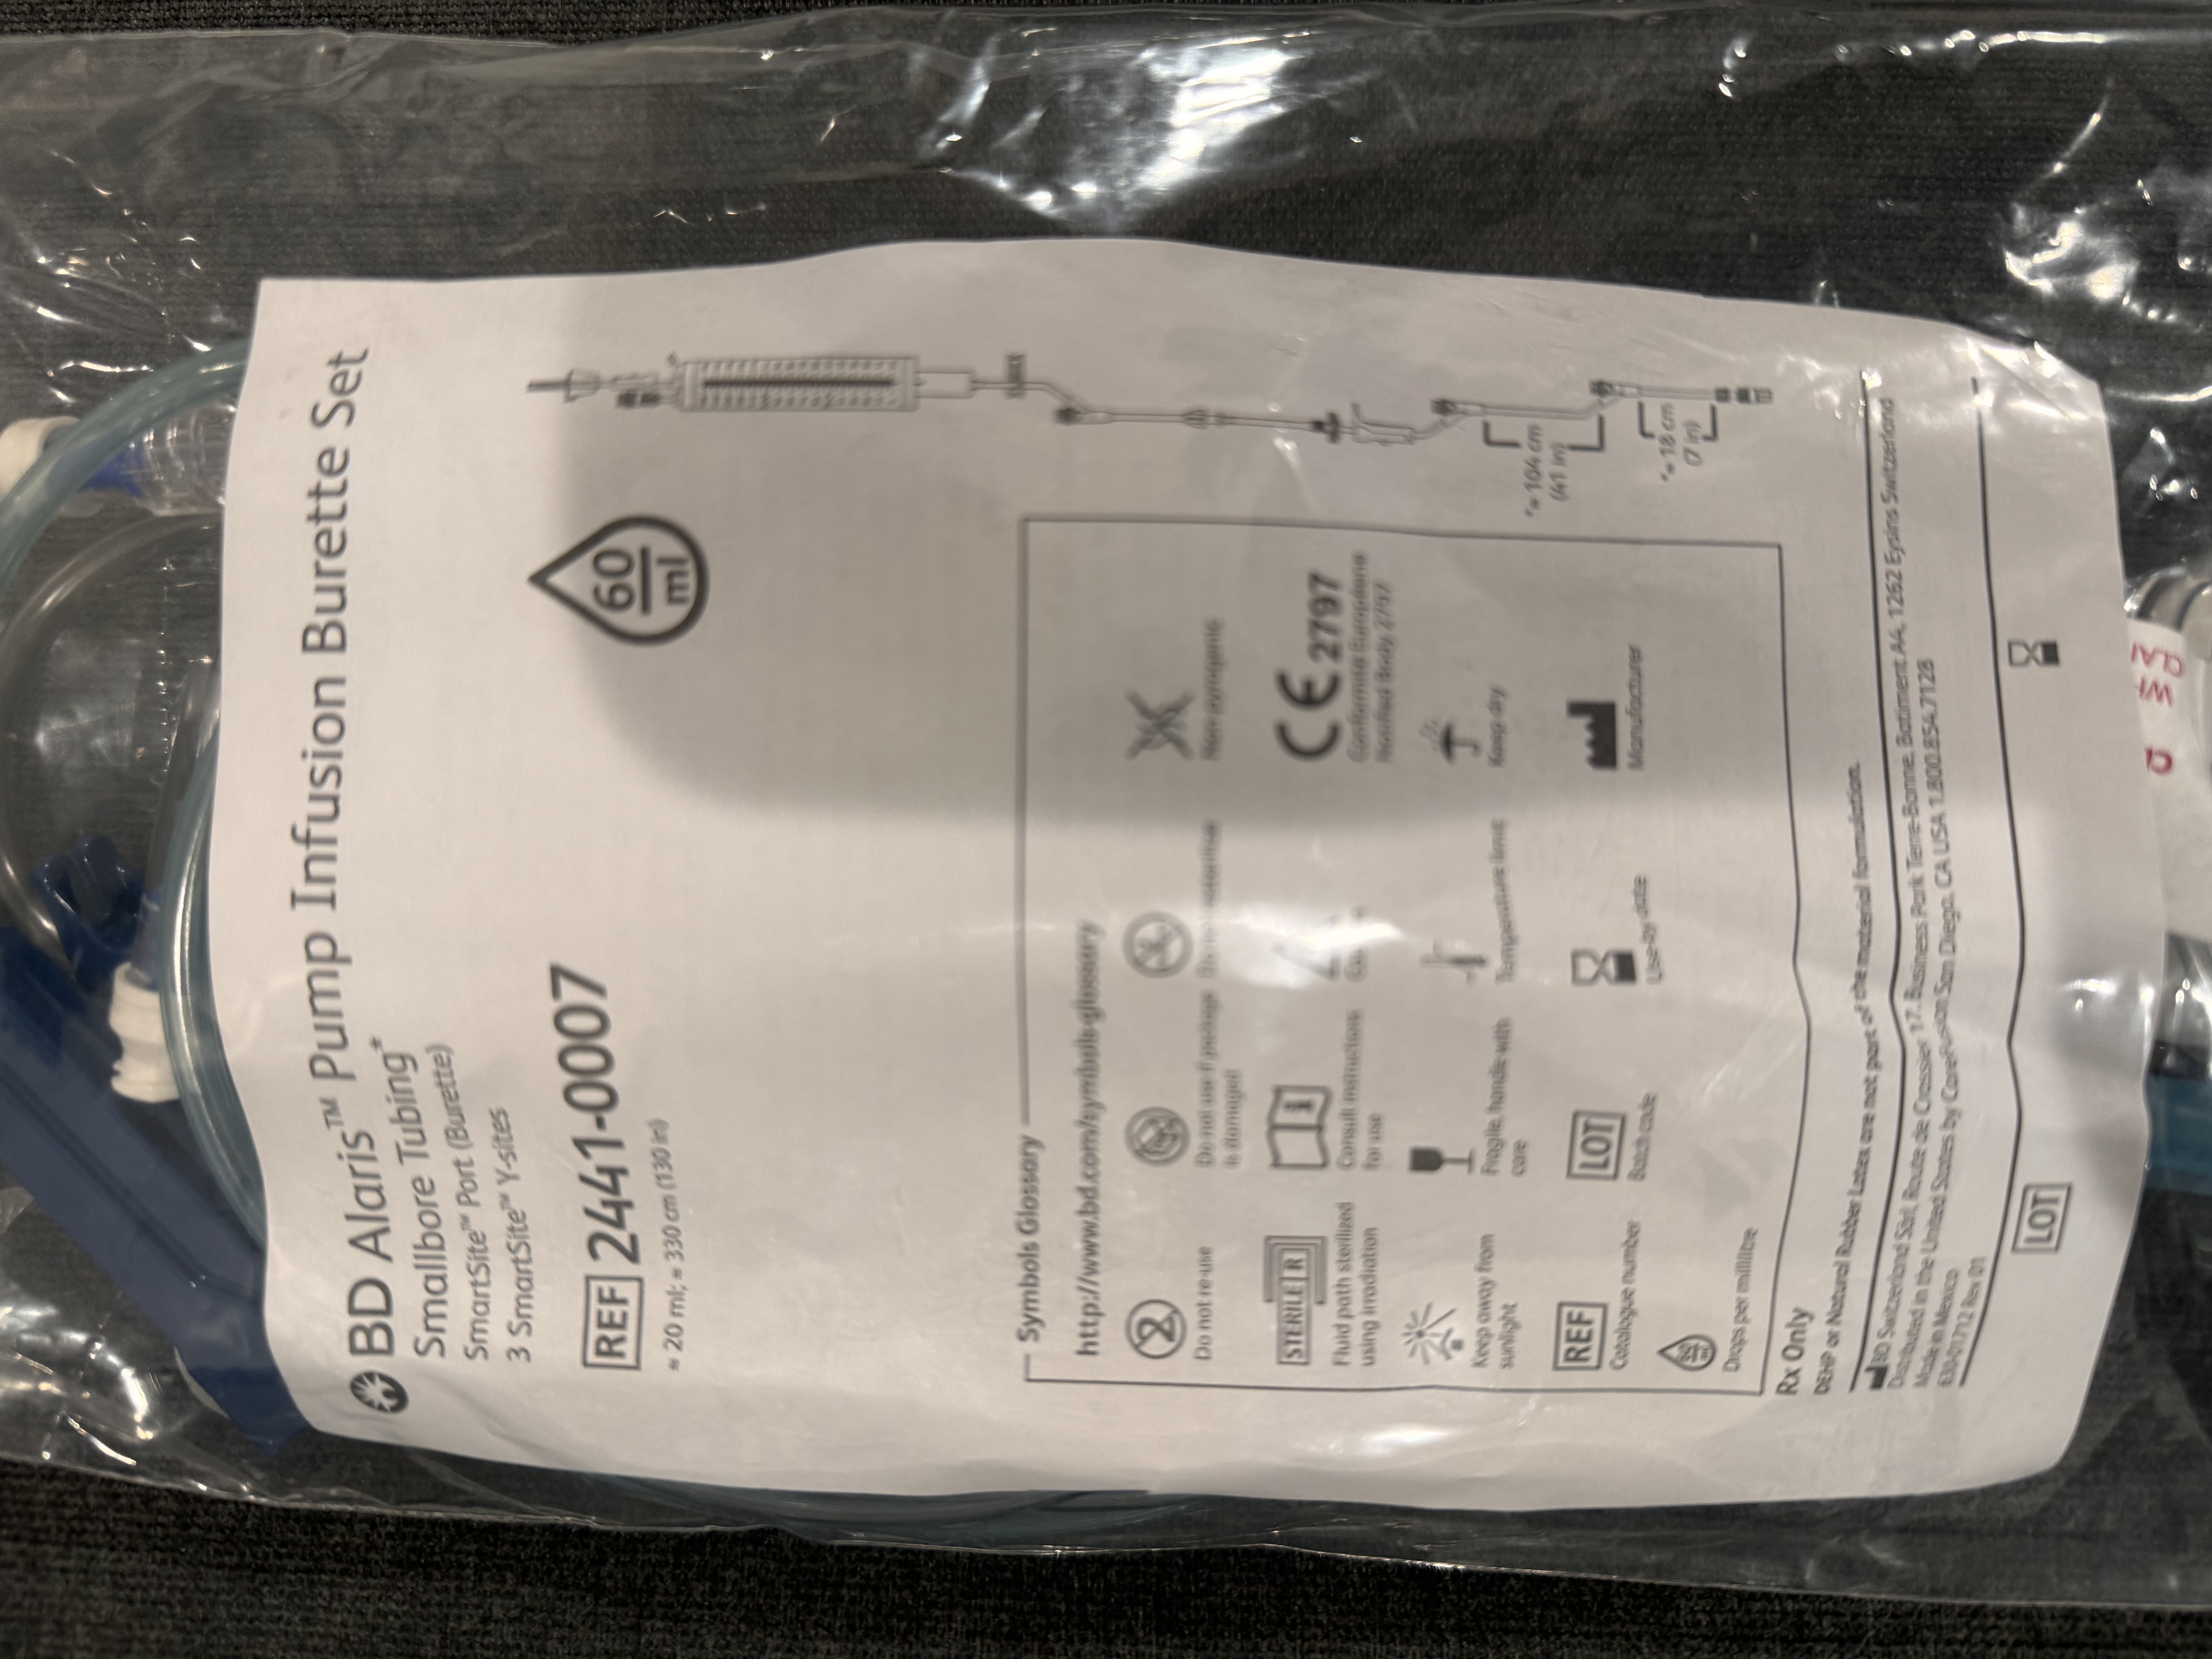 BD Alaris™ Pump Infusion Burette Set
Smallbore Tubing*
SmartSite™ Port (Burette)
3 SmartSite™ Y-sites
REF 2441-0007
≈ 20 ml; ≈ 330 cm (130 in)
60
ml
*≈ 104 cm
(41 in)
*≈ 18 cm
(7 in)
Symbols Glossary
http://www.bd.com/symbols-glossary
2
Do not re-use
Do not use if package
is damaged
Non-pyrogenic
STERILE R
Fluid path sterilized
using irradiation
Consult instructions
for use
CE 2797
Conformité Européene
Notified Body 2797
Keep away from
sunlight
Fragile, handle with
care
Temperature limit
Keep dry
REF
Catalogue number
LOT
Batch code
Use-by date
Manufacturer
Drops per millilitre
Rx Only
DEHP or Natural Rubber Latex are not part of the material formulation.
BD Switzerland Sàrl, Route de Crassier 17, Business Park Terre-Bonne, Batiment A4, 1262 Eysins Switzerland
Distributed in the United States by CareFusion San Diego, CA USA 1.800.854.7128
Made in Mexico
LOT